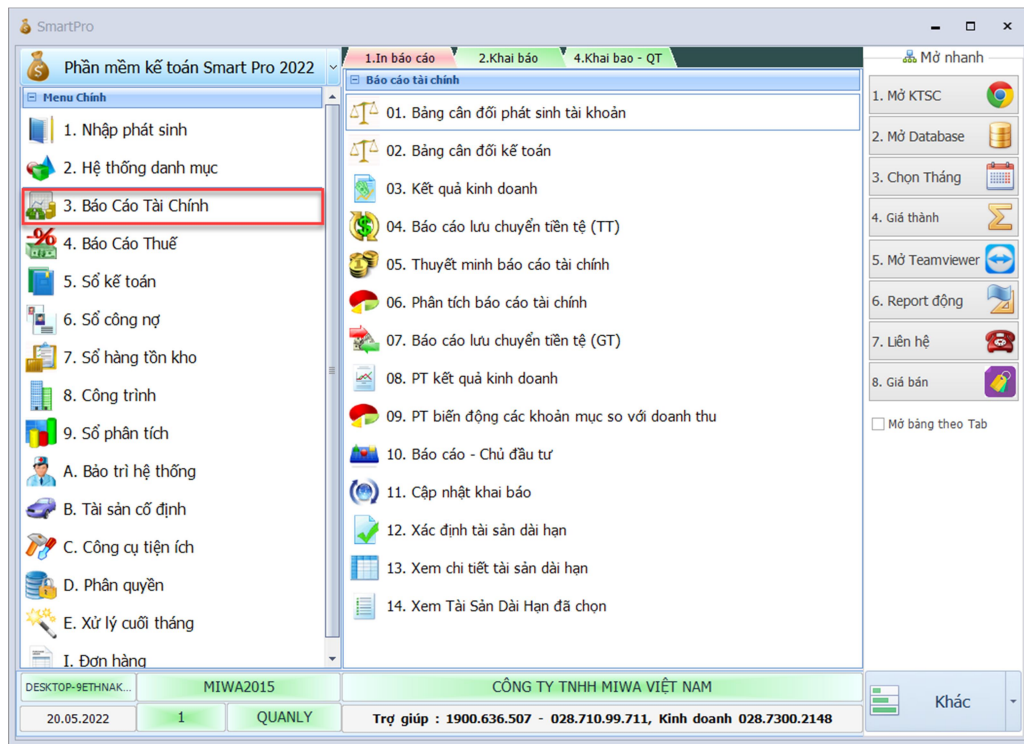 SmartPro
Phần mềm kế toán Smart Pro 2022
Menu Chính
1. Nhập phát sinh
2. Hệ thống danh mục
3. Báo Cáo Tài Chính
4. Báo Cáo Thuế
5. Sổ kế toán
6. Sổ công nợ
7. Sổ hàng tồn kho
8. Công trình
9. Sổ phân tích
A. Bảo trì hệ thống
B. Tài sản cố định
C. Công cụ tiện ích
D. Phân quyền
E. Xử lý cuối tháng
I. Đơn hàng
1.In báo cáo
2.Khai báo
4.Khai bao - QT
Báo cáo tài chính
01. Bảng cân đối phát sinh tài khoản
02. Bảng cân đối kế toán
03. Kết quả kinh doanh
04. Báo cáo lưu chuyển tiền tệ (TT)
05. Thuyết minh báo cáo tài chính
06. Phân tích báo cáo tài chính
07. Báo cáo lưu chuyển tiền tệ (GT)
08. PT kết quả kinh doanh
09. PT biến động các khoản mục so với doanh thu
10. Báo cáo - Chủ đầu tư
11. Cập nhật khai báo
12. Xác định tài sản dài hạn
13. Xem chi tiết tài sản dài hạn
14. Xem Tài Sản Dài Hạn đã chọn
Mở nhanh
1. Mở KTSC
2. Mở Database
3. Chọn Tháng
4. Giá thành
5. Mở Teamviewer
6. Report động
7. Liên hệ
8. Giá bán
Mở bảng theo Tab
DESKTOP-9ETHNAK...
MIWA2015
CÔNG TY TNHH MIWA VIỆT NAM
20.05.2022
1
QUANLY
Trợ giúp : 1900.636.507 - 028.710.99.711, Kinh doanh 028.7300.2148
Khác